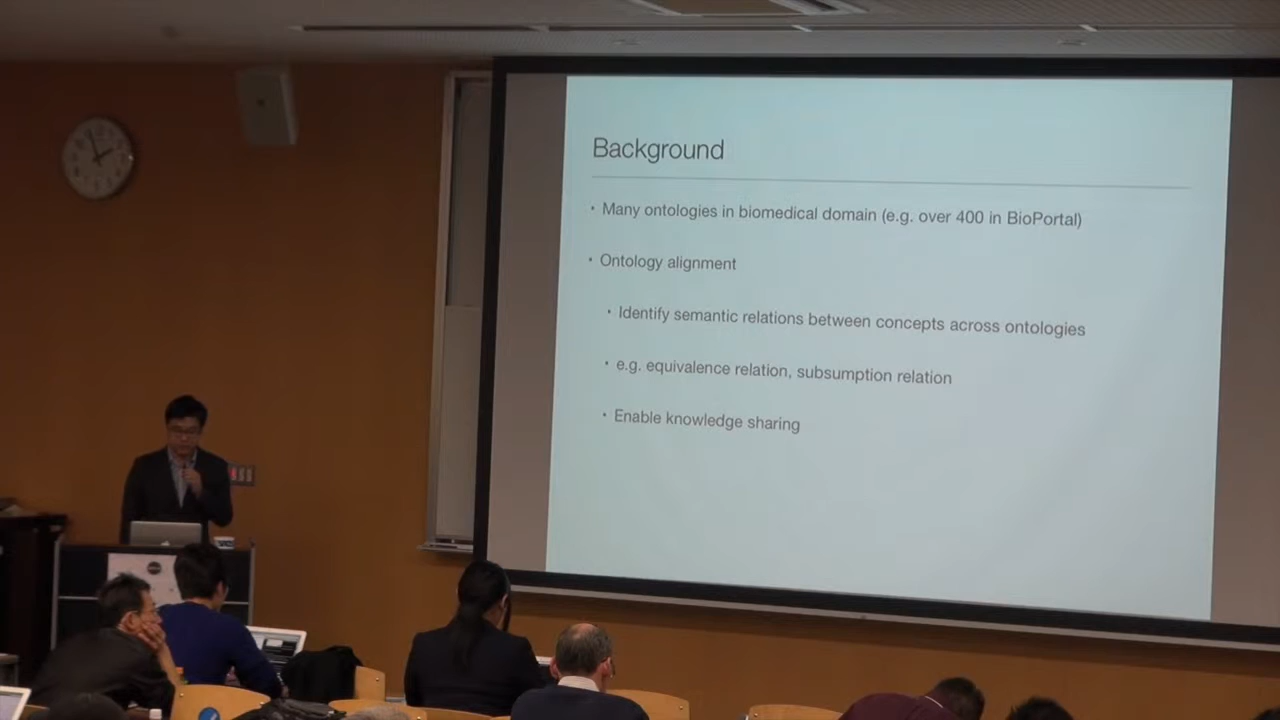 Background
• Many ontologies in biomedical domain (e.g. over 400 in BioPortal)
• Ontology alignment
• Identify semantic relations between concepts across ontologies
• e.g. equivalence relation, subsumption relation
• Enable knowledge sharing